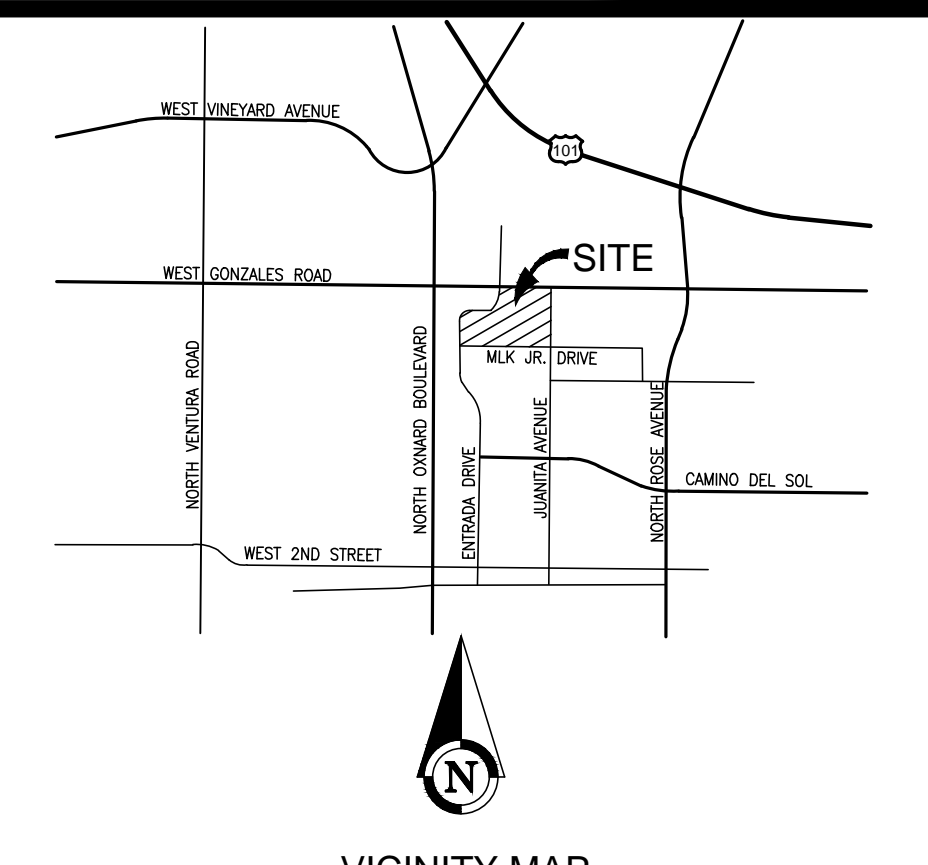 WEST VINEYARD AVENUE
101
SITE
WEST GONZALES ROAD
MLK JR. DRIVE
NORTH VENTURA ROAD
NORTH OXNARD BOULEVARD
ENTRADA DRIVE
JUANITA AVENUE
NORTH ROSE AVENUE
CAMINO DEL SOL
WEST 2ND STREET
N
VICINITY MAP